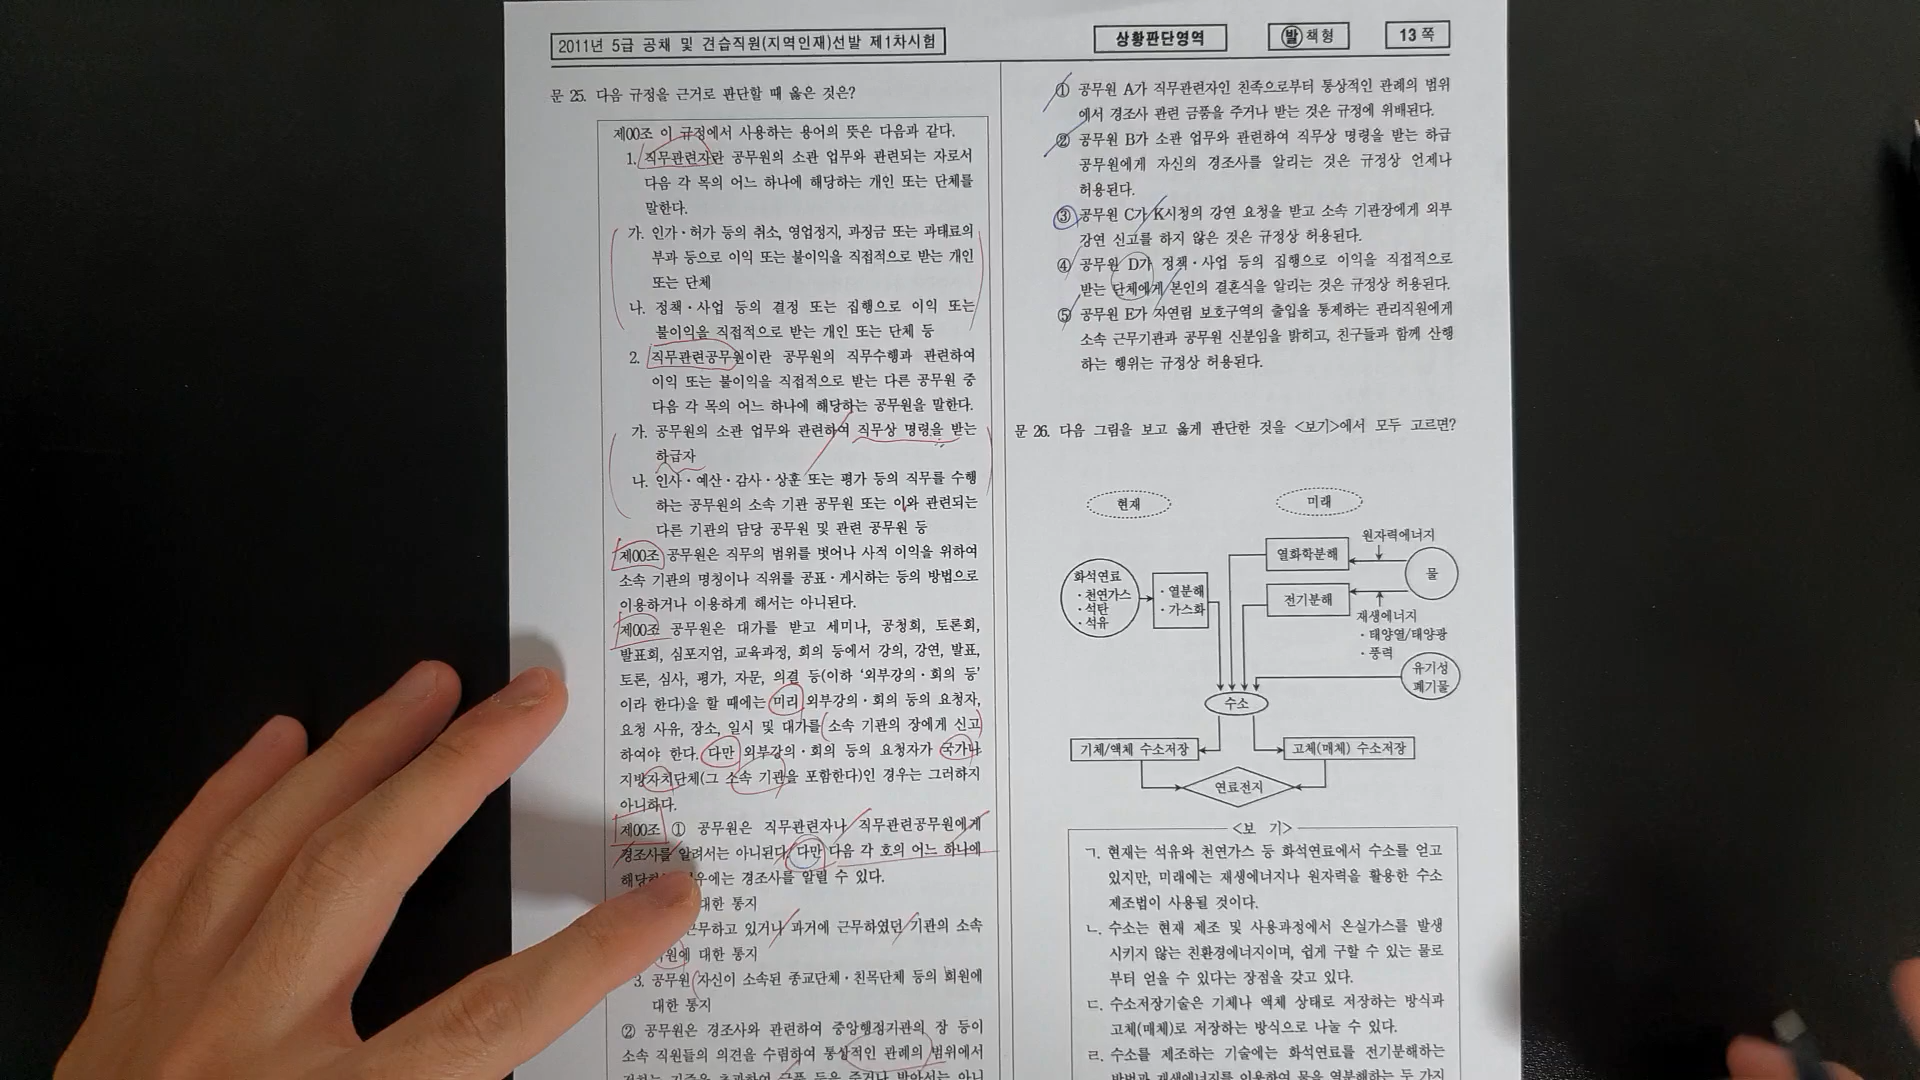 2011년 5급 공채 및 견습직원(지역인재)선발 제1차시험
상황판단영역
발 책형
13 쪽
문 25. 다음 규정을 근거로 판단할 때 옳은 것은?
제00조 이 규정에서 사용하는 용어의 뜻은 다음과 같다.
1. 직무관련자란 공무원의 소관 업무와 관련되는 자로서
다음 각 목의 어느 하나에 해당하는 개인 또는 단체를
말한다.
가. 인가·허가 등의 취소, 영업정지, 과징금 또는 과태료의
부과 등으로 이익 또는 불이익을 직접적으로 받는 개인
또는 단체
나. 정책·사업 등의 결정 또는 집행으로 이익 또는
불이익을 직접적으로 받는 개인 또는 단체 등
2. 직무관련공무원이란 공무원의 직무수행과 관련하여
이익 또는 불이익을 직접적으로 받는 다른 공무원 중
다음 각 목의 어느 하나에 해당하는 공무원을 말한다.
가. 공무원의 소관 업무와 관련하여 직무상 명령을 받는
하급자
나. 인사·예산·감사·상훈 또는 평가 등의 직무를 수행
하는 공무원의 소속 기관 공무원 또는 이와 관련되는
다른 기관의 담당 공무원 및 관련 공무원 등
제00조 공무원은 직무의 범위를 벗어나 사적 이익을 위하여
소속 기관의 명칭이나 직위를 공표·게시하는 등의 방법으로
이용하거나 이용하게 해서는 아니된다.
제00조 공무원은 대가를 받고 세미나, 공청회, 토론회,
발표회, 심포지엄, 교육과정, 회의 등에서 강의, 강연, 발표,
토론, 심사, 평가, 자문, 의결 등(이하 ‘외부강의·회의 등’
이라 한다)을 할 때에는 미리 외부강의·회의 등의 요청자,
요청 사유, 장소, 일시 및 대가를 소속 기관의 장에게 신고
하여야 한다. 다만 외부강의·회의 등의 요청자가 국가나
지방자치단체(그 소속 기관을 포함한다)인 경우는 그러하지
아니하다.
제00조 ① 공무원은 직무관련자나 직무관련공무원에게
경조사를 알려서는 아니된다. 다만 다음 각 호의 어느 하나에
해당하는 경우에는 경조사를 알릴 수 있다.
대한 통지
근무하고 있거나 과거에 근무하였던 기관의 소속
직원에 대한 통지
3. 공무원 자신이 소속된 종교단체·친목단체 등의 회원에
대한 통지
② 공무원은 경조사와 관련하여 중앙행정기관의 장 등이
소속 직원들의 의견을 수렴하여 통상적인 관례의 범위에서
정하는 기준을 초과하여 금품 등을 주거나 받아서는 아니
① 공무원 A가 직무관련자인 친족으로부터 통상적인 관례의 범위
에서 경조사 관련 금품을 주거나 받는 것은 규정에 위배된다.
② 공무원 B가 소관 업무와 관련하여 직무상 명령을 받는 하급
공무원에게 자신의 경조사를 알리는 것은 규정상 언제나
허용된다.
③ 공무원 C가 K시청의 강연 요청을 받고 소속 기관장에게 외부
강연 신고를 하지 않은 것은 규정상 허용된다.
④ 공무원 D가 정책·사업 등의 집행으로 이익을 직접적으로
받는 단체에게 본인의 결혼식을 알리는 것은 규정상 허용된다.
⑤ 공무원 E가 자연림 보호구역의 출입을 통제하는 관리직원에게
소속 근무기관과 공무원 신분임을 밝히고, 친구들과 함께 산행
하는 행위는 규정상 허용된다.
문 26. 다음 그림을 보고 옳게 판단한 것을 <보기>에서 모두 고르면?
현재
미래
원자력에너지
열화학분해
물
화석연료
·천연가스
·석탄
·석유
·열분해
·가스화
전기분해
재생에너지
·태양열/태양광
·풍력
유기성
폐기물
수소
기체/액체 수소저장
고체(매체) 수소저장
연료전지
<보 기>
ㄱ. 현재는 석유와 천연가스 등 화석연료에서 수소를 얻고
있지만, 미래에는 재생에너지나 원자력을 활용한 수소
제조법이 사용될 것이다.
ㄴ. 수소는 현재 제조 및 사용과정에서 온실가스를 발생
시키지 않는 친환경에너지이며, 쉽게 구할 수 있는 물로
부터 얻을 수 있다는 장점을 갖고 있다.
ㄷ. 수소저장기술은 기체나 액체 상태로 저장하는 방식과
고체(매체)로 저장하는 방식으로 나눌 수 있다.
ㄹ. 수소를 제조하는 기술에는 화석연료를 전기분해하는
방법과 재생에너지를 이용하여 물을 열분해하는 두 가지